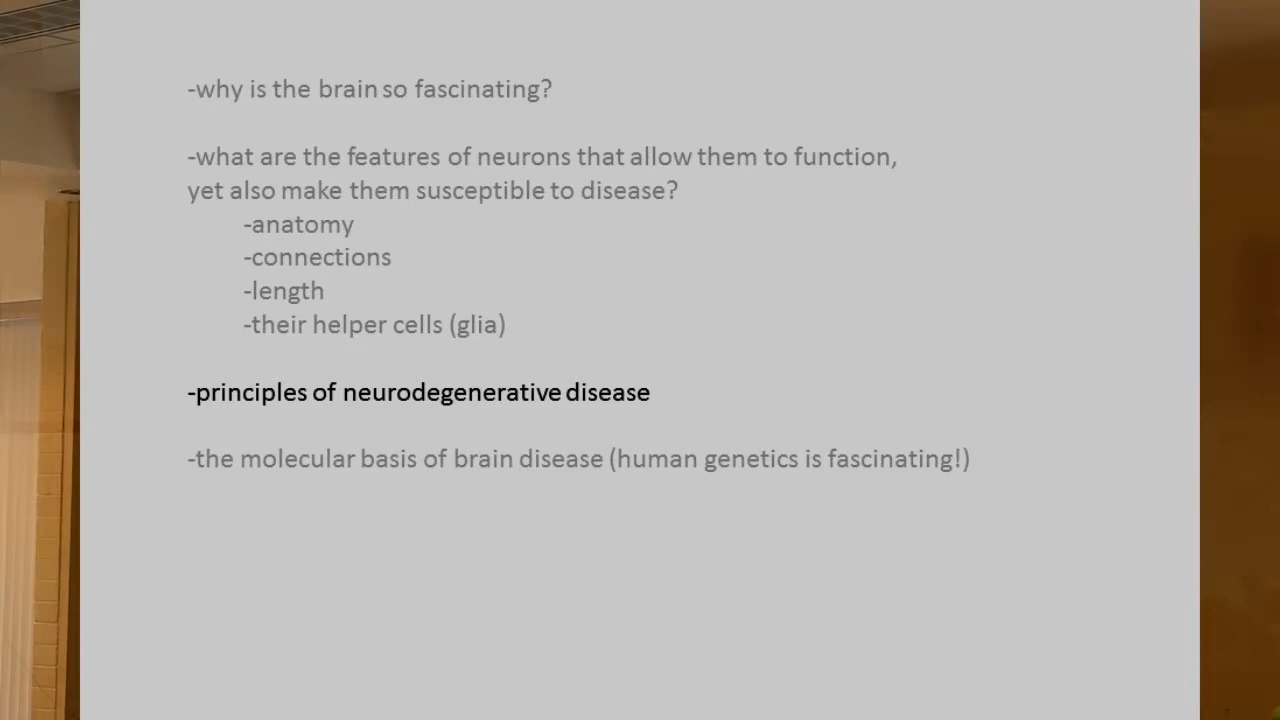 -why is the brain so fascinating?
-what are the features of neurons that allow them to function,
yet also make them susceptible to disease?
-anatomy
-connections
-length
-their helper cells (glia)
-principles of neurodegenerative disease
-the molecular basis of brain disease (human genetics is fascinating!)